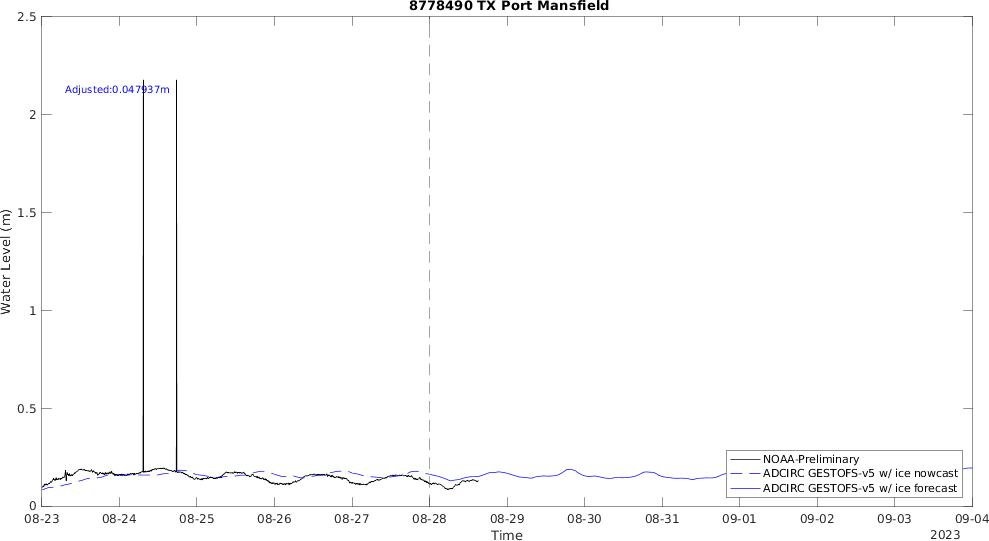 8778490 TX Port Mansfield
2.5
2
1.5
1
0.5
0
Water Level (m)
Adjusted:0.047937m
NOAA-Preliminary
ADCIRC GESTOFS-v5 w/ ice nowcast
ADCIRC GESTOFS-v5 w/ ice forecast
08-23 08-24 08-25 08-26 08-27 08-28 08-29 08-30 08-31 09-01 09-02 09-03 09-04
Time
2023